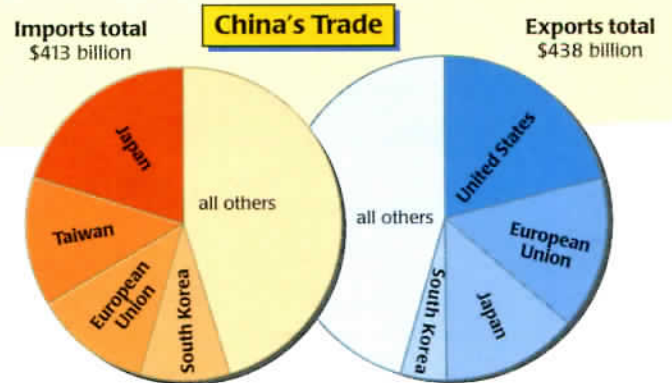 China's Trade
Imports total
$413 billion
Exports total
$438 billion
Japan
Taiwan
European
Union
South Korea
all others
all others
United States
European
Union
Japan
South Korea